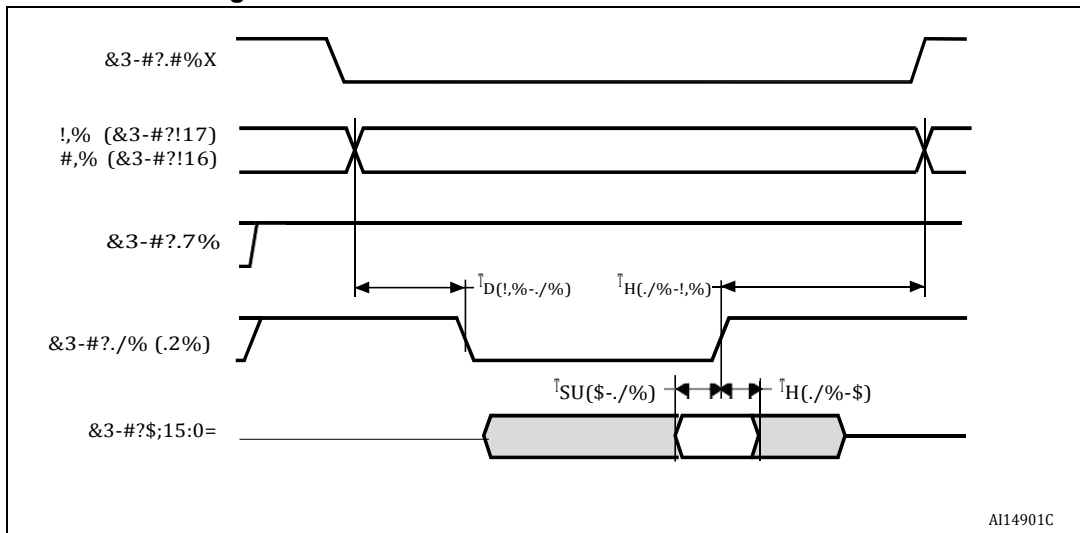 g
&3-#?.#%X
!,% (&3-#?!17)
#,% (&3-#?!16)
&3-#?.7%
TD(!,%-./%)
TH(./%-!,%)
&3-#?./% (.2%)
TSU($-./%)
TH(./%-$)
&3-#?$;15:0=
AI14901C